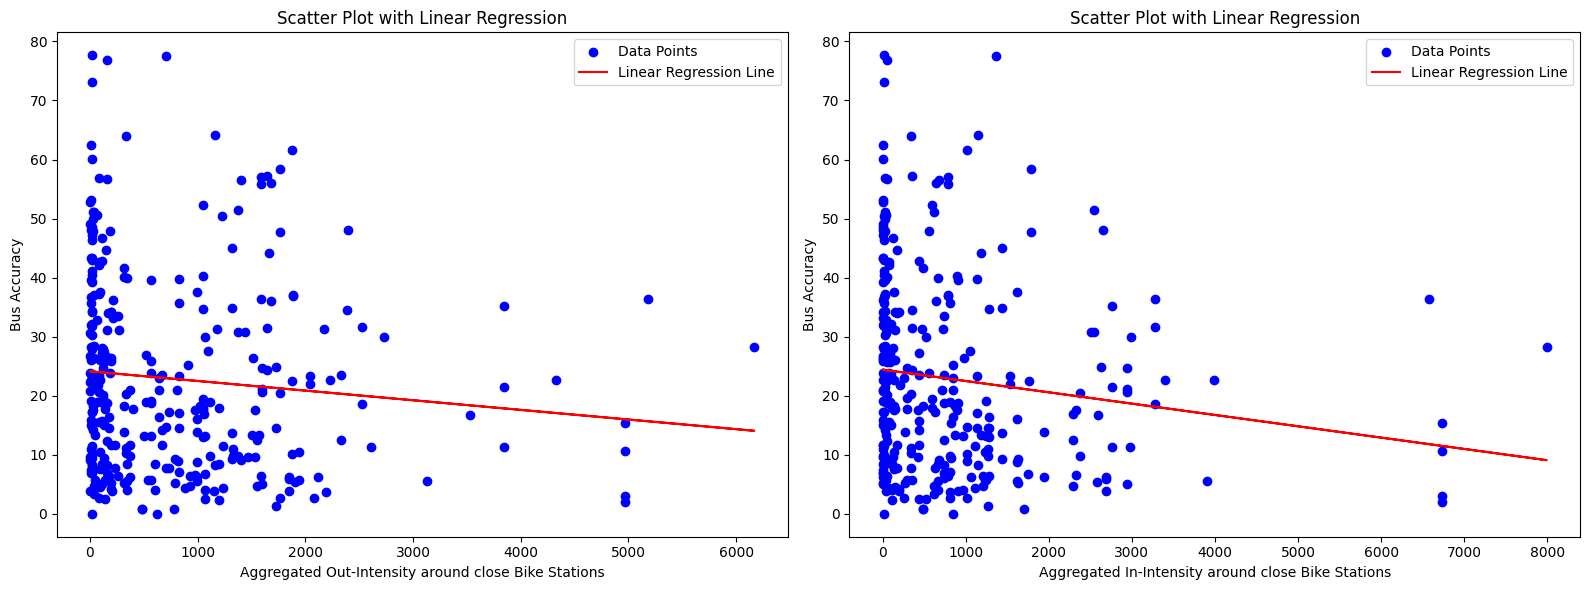 Scatter Plot with Linear Regression
Data Points
Linear Regression Line
80
70
60
50
40
30
20
10
0
Bus Accuracy
0 1000 2000 3000 4000 5000 6000
Aggregated Out-Intensity around close Bike Stations
Scatter Plot with Linear Regression
Data Points
Linear Regression Line
80
70
60
50
40
30
20
10
0
Bus Accuracy
0 1000 2000 3000 4000 5000 6000 7000 8000
Aggregated In-Intensity around close Bike Stations